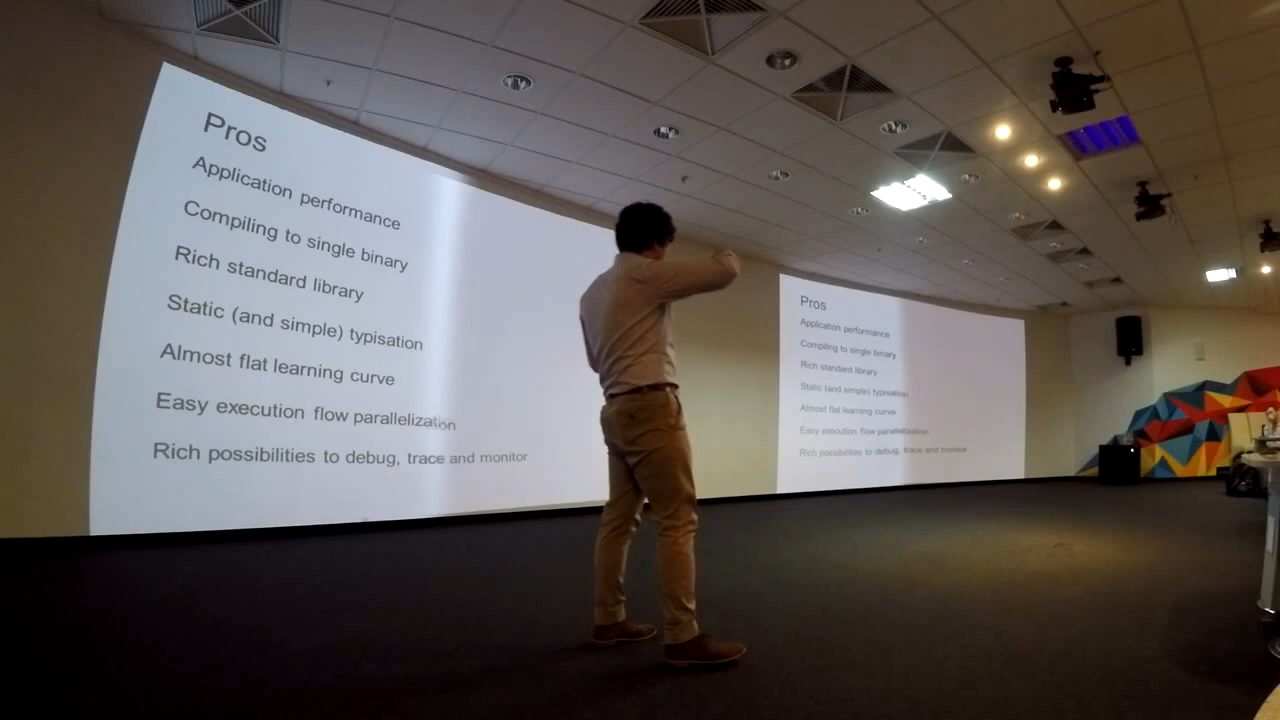 Pros
Application performance
Compiling to single binary
Rich standard library
Static (and simple) typisation
Almost flat learning curve
Easy execution flow parallelization
Rich possibilities to debug, trace and monitor
Pros
Application performance
Compiling to single binary
Rich standard library
Static (and simple) typisation
Almost flat learning curve
Easy execution flow parallelization
Rich possibilities to debug, trace and monitor